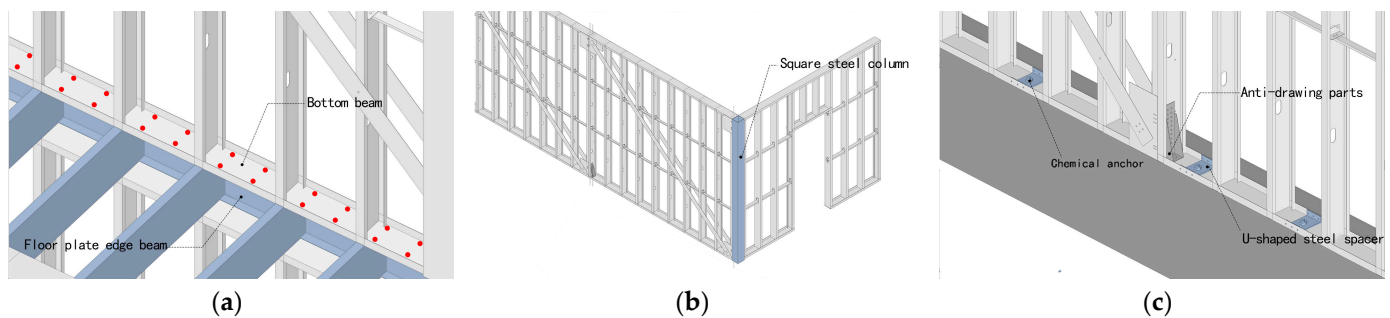 Bottom beam
Floor plate edge beam
(a)
Square steel column
(b)
Anti-drawing parts
Chemical anchor
U-shaped steel spacer
(c)